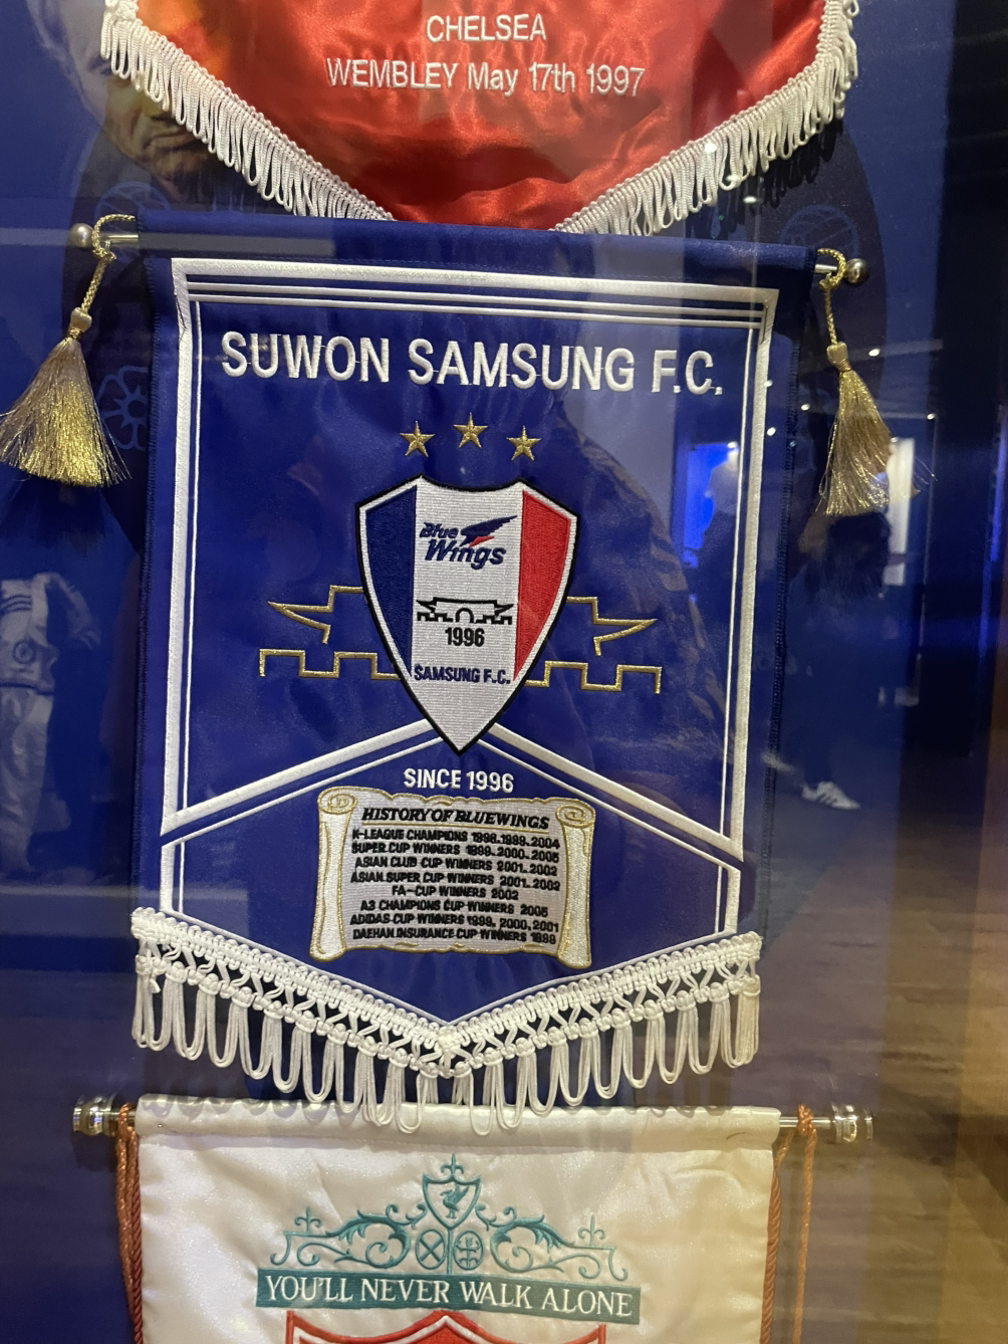 CHELSEA
WEMBLEY May 17th 1997
SUWON SAMSUNG F.C.
Blue
Wings
1996
SAMSUNG F.C.
SINCE 1996
HISTORY OF BLUEWINGS
K-LEAGUE CHAMPIONS 1998.1999.2004
SUPER CUP WINNERS 1999.2000.2005
ASIAN CLUB CUP WINNERS 2001.2002
ASIAN SUPER CUP WINNERS 2001.2002
FA-CUP WINNERS 2002
A3 CHAMPIONS CUP WINNERS 2005
ADIDAS CUP WINNERS 1999, 2000,2001
DAEHAN INSURANCE CUP WINNERS 1999
YOU'LL NEVER WALK ALONE